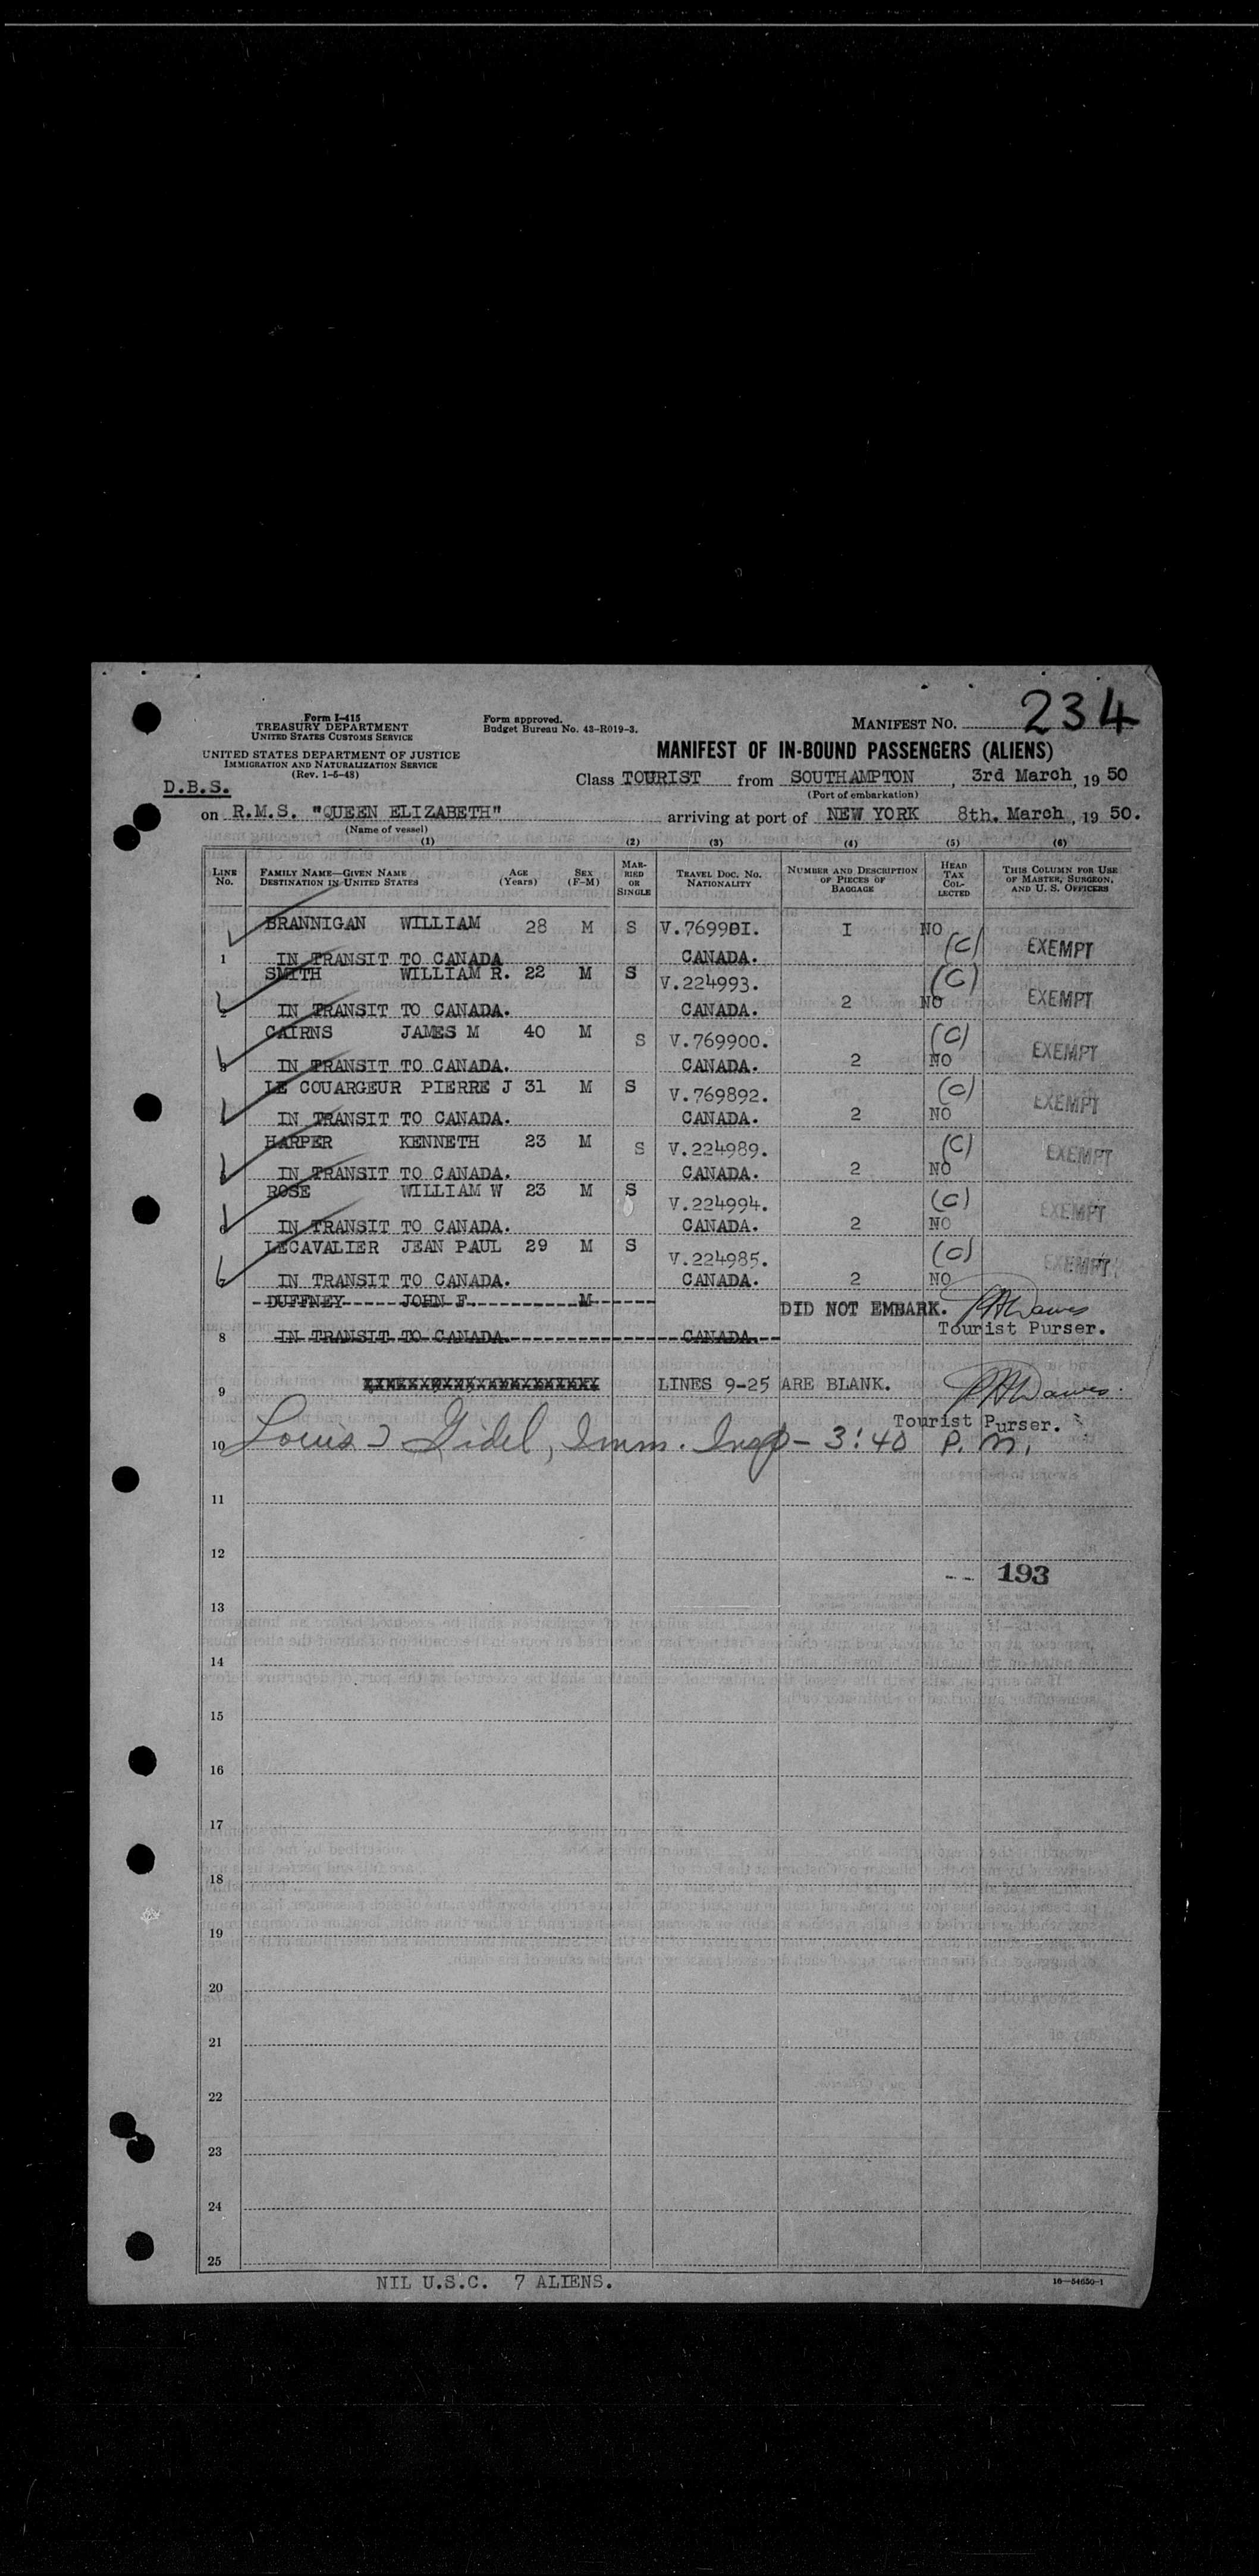 234
Form I-415
TREASURY DEPARTMENT
UNITED STATES CUSTOMS SERVICE
Form approved.
Budget Bureau No. 43-R019-3.
MANIFEST NO.
UNITED STATES DEPARTMENT OF JUSTICE
IMMIGRATION AND NATURALIZATION SERVICE
(Rev. 1-5-48)
MANIFEST OF IN-BOUND PASSENGERS (ALIENS)
D.B.S.
Class TOURIST from SOUTHAMPTON, 3rd March, 1950
(Port of embarkation)
on R.M.S. "QUEEN ELIZABETH" arriving at port of NEW YORK 8th. March, 1950.
(Name of vessel)
(1) (2) (3) (4) (5) (6)
LINE NO. FAMILY NAME—GIVEN NAME DESTINATION IN UNITED STATES AGE (YEARS) SEX (F-M) MARRIED OR SINGLE TRAVEL DOC. NO. NATIONALITY NUMBER AND DESCRIPTION OF PIECES OF BAGGAGE HEAD TAX COLLECTED THIS COLUMN FOR USE OF MASTER, SURGEON, AND U. S. OFFICERS
BRANNIGAN WILLIAM 28 M S V.769901. I NO
1 IN TRANSIT TO CANADA CANADA. (C) EXEMPT
SMITH WILLIAM R. 22 M S V.224993. (C)
2 IN TRANSIT TO CANADA. CANADA. 2 NO EXEMPT
CAIRNS JAMES M 40 M S V.769900. (C)
3 IN TRANSIT TO CANADA. CANADA. 2 NO EXEMPT
LE COUARGEUR PIERRE J 31 M S V.769892. (C)
IN TRANSIT TO CANADA. CANADA. 2 NO EXEMPT
HARPER KENNETH 23 M S V.224989. (C)
IN TRANSIT TO CANADA. CANADA. 2 NO EXEMPT
ROSE WILLIAM W 23 M S V.224994. (C)
6 IN TRANSIT TO CANADA. CANADA. 2 NO EXEMPT
LECAVALIER JEAN PAUL 29 M S V.224985. (C)
IN TRANSIT TO CANADA. CANADA. 2 NO EXEMPT
DUFFNEY JOHN F. M DID NOT EMBARK.
8 IN TRANSIT TO CANADA CANADA Tourist Purser.
9 LINES 9-25 ARE BLANK.
Tourist Purser.
10 Louis J Gidel, Imm. Insp - 3:40 P. M.
11
12
-- 193
13
14
15
16
17
18
19
20
21
22
23
24
25
NIL U.S.C. 7 ALIENS.
16—54650-1